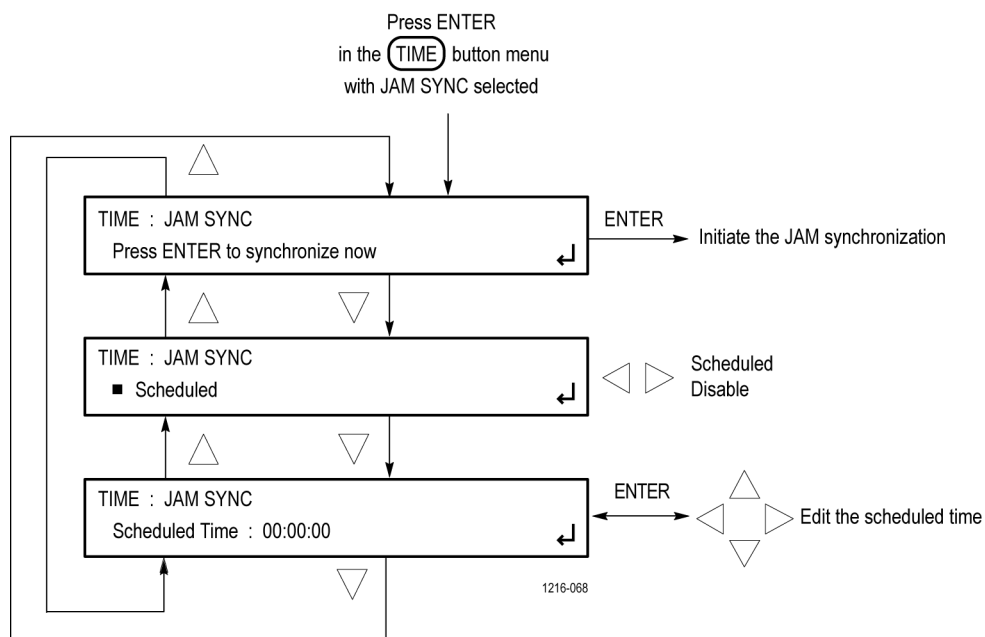 Press ENTER
in the TIME button menu
with JAM SYNC selected
TIME : JAM SYNC
Press ENTER to synchronize now
ENTER
Initiate the JAM synchronization
TIME : JAM SYNC
■ Scheduled
Scheduled
Disable
TIME : JAM SYNC
Scheduled Time : 00:00:00
ENTER
Edit the scheduled time
1216-068